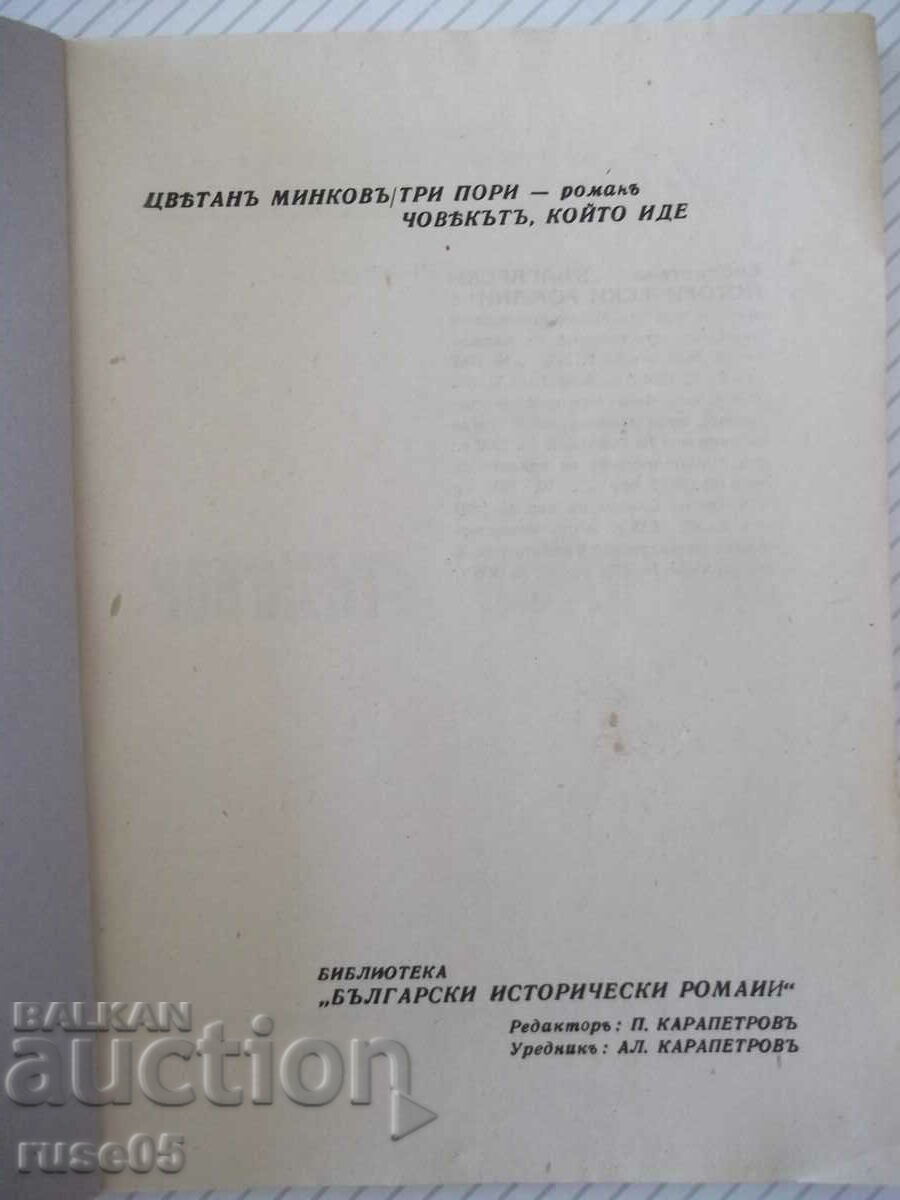 ЦВѢТАНЪ МИНКОВЪ/ТРИ ПОРИ — романъ
ЧОВѢКЪТЪ, КОЙТО ИДЕ
БИБЛИОТЕКА
„БЪЛГАРСКИ ИСТОРИЧЕСКИ РОМАИИ“
Редакторъ: П. КАРАПЕТРОВЪ
Уредникъ: АЛ. КАРАПЕТРОВЪ
BALKAN
auction
ruse05